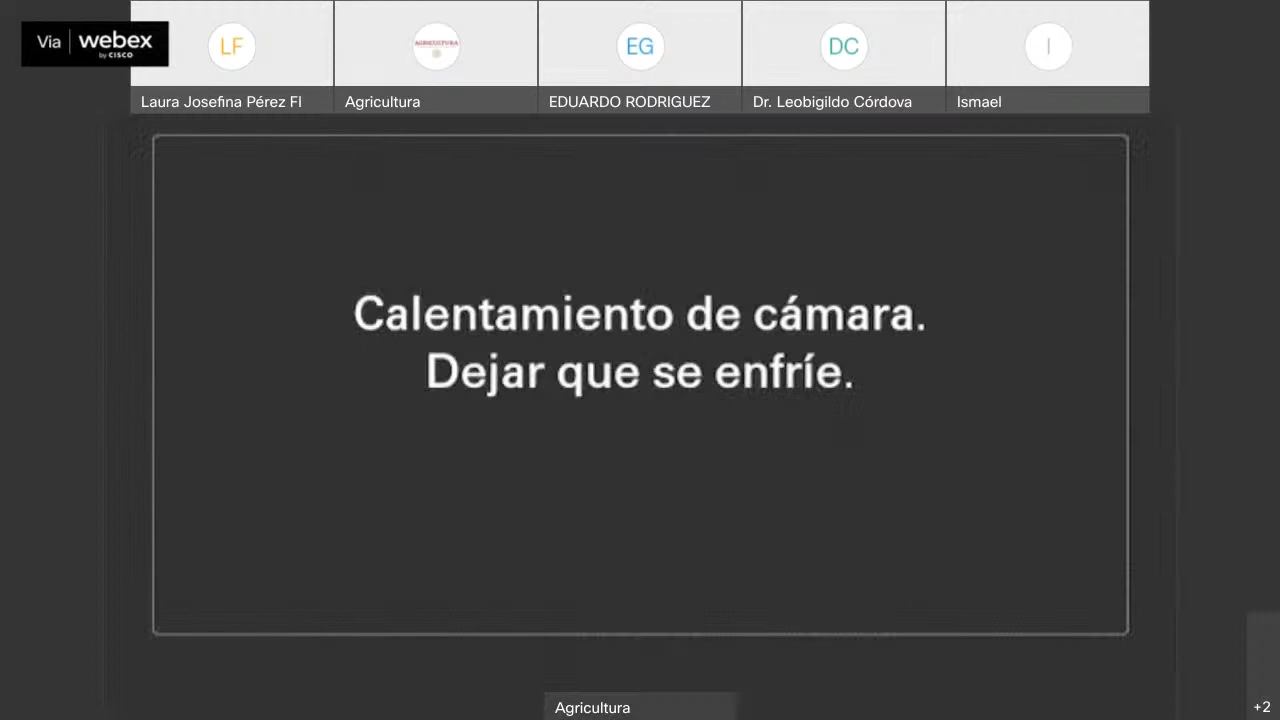 Via webex
by CISCO
LF
AGRICULTURA
EG
DC
I
Laura Josefina Pérez Fl
Agricultura
EDUARDO RODRIGUEZ
Dr. Leobigildo Córdova
Ismael
Calentamiento de cámara.
Dejar que se enfríe.
Agricultura
+2